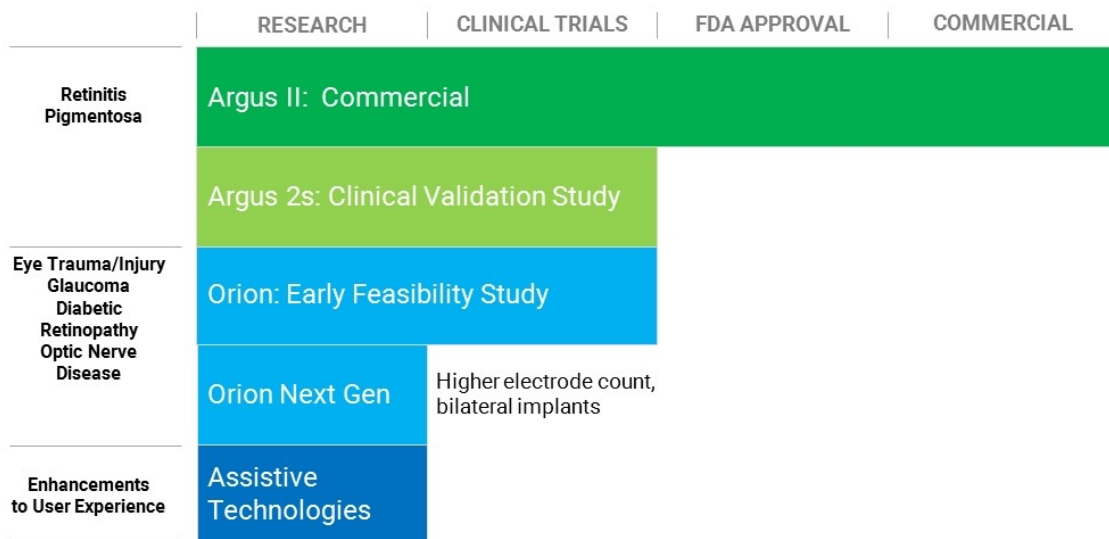 RESEARCH
CLINICAL TRIALS
FDA APPROVAL
COMMERCIAL
Retinitis
Pigmentosa
Argus II: Commercial
Argus 2s: Clinical Validation Study
Eye Trauma/Injury
Glaucoma
Diabetic
Retinopathy
Optic Nerve
Disease
Orion: Early Feasibility Study
Orion Next Gen
Higher electrode count,
bilateral implants
Enhancements
to User Experience
Assistive
Technologies